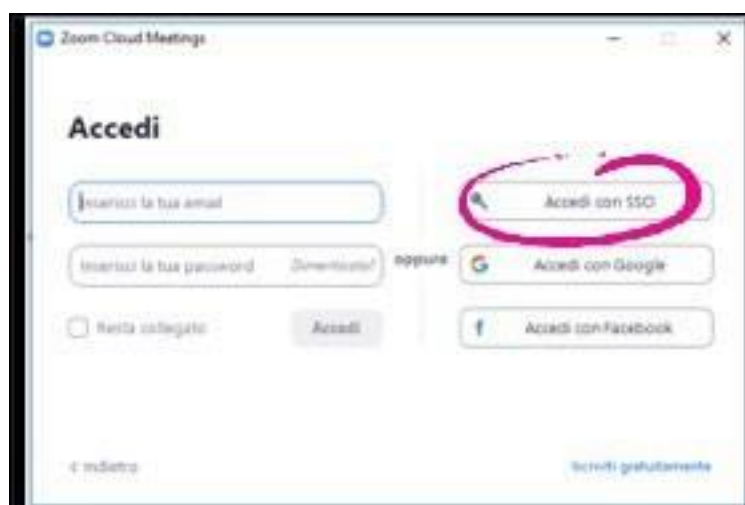 Zoom Cloud Meetings
Accedi
Inserisci la tua email
Accedi con SSO
Inserisci la tua password Dimenticata?
oppure
Accedi con Google
Resta collegato
Accedi
Accedi con Facebook
< Indietro
Iscriviti gratuitamente